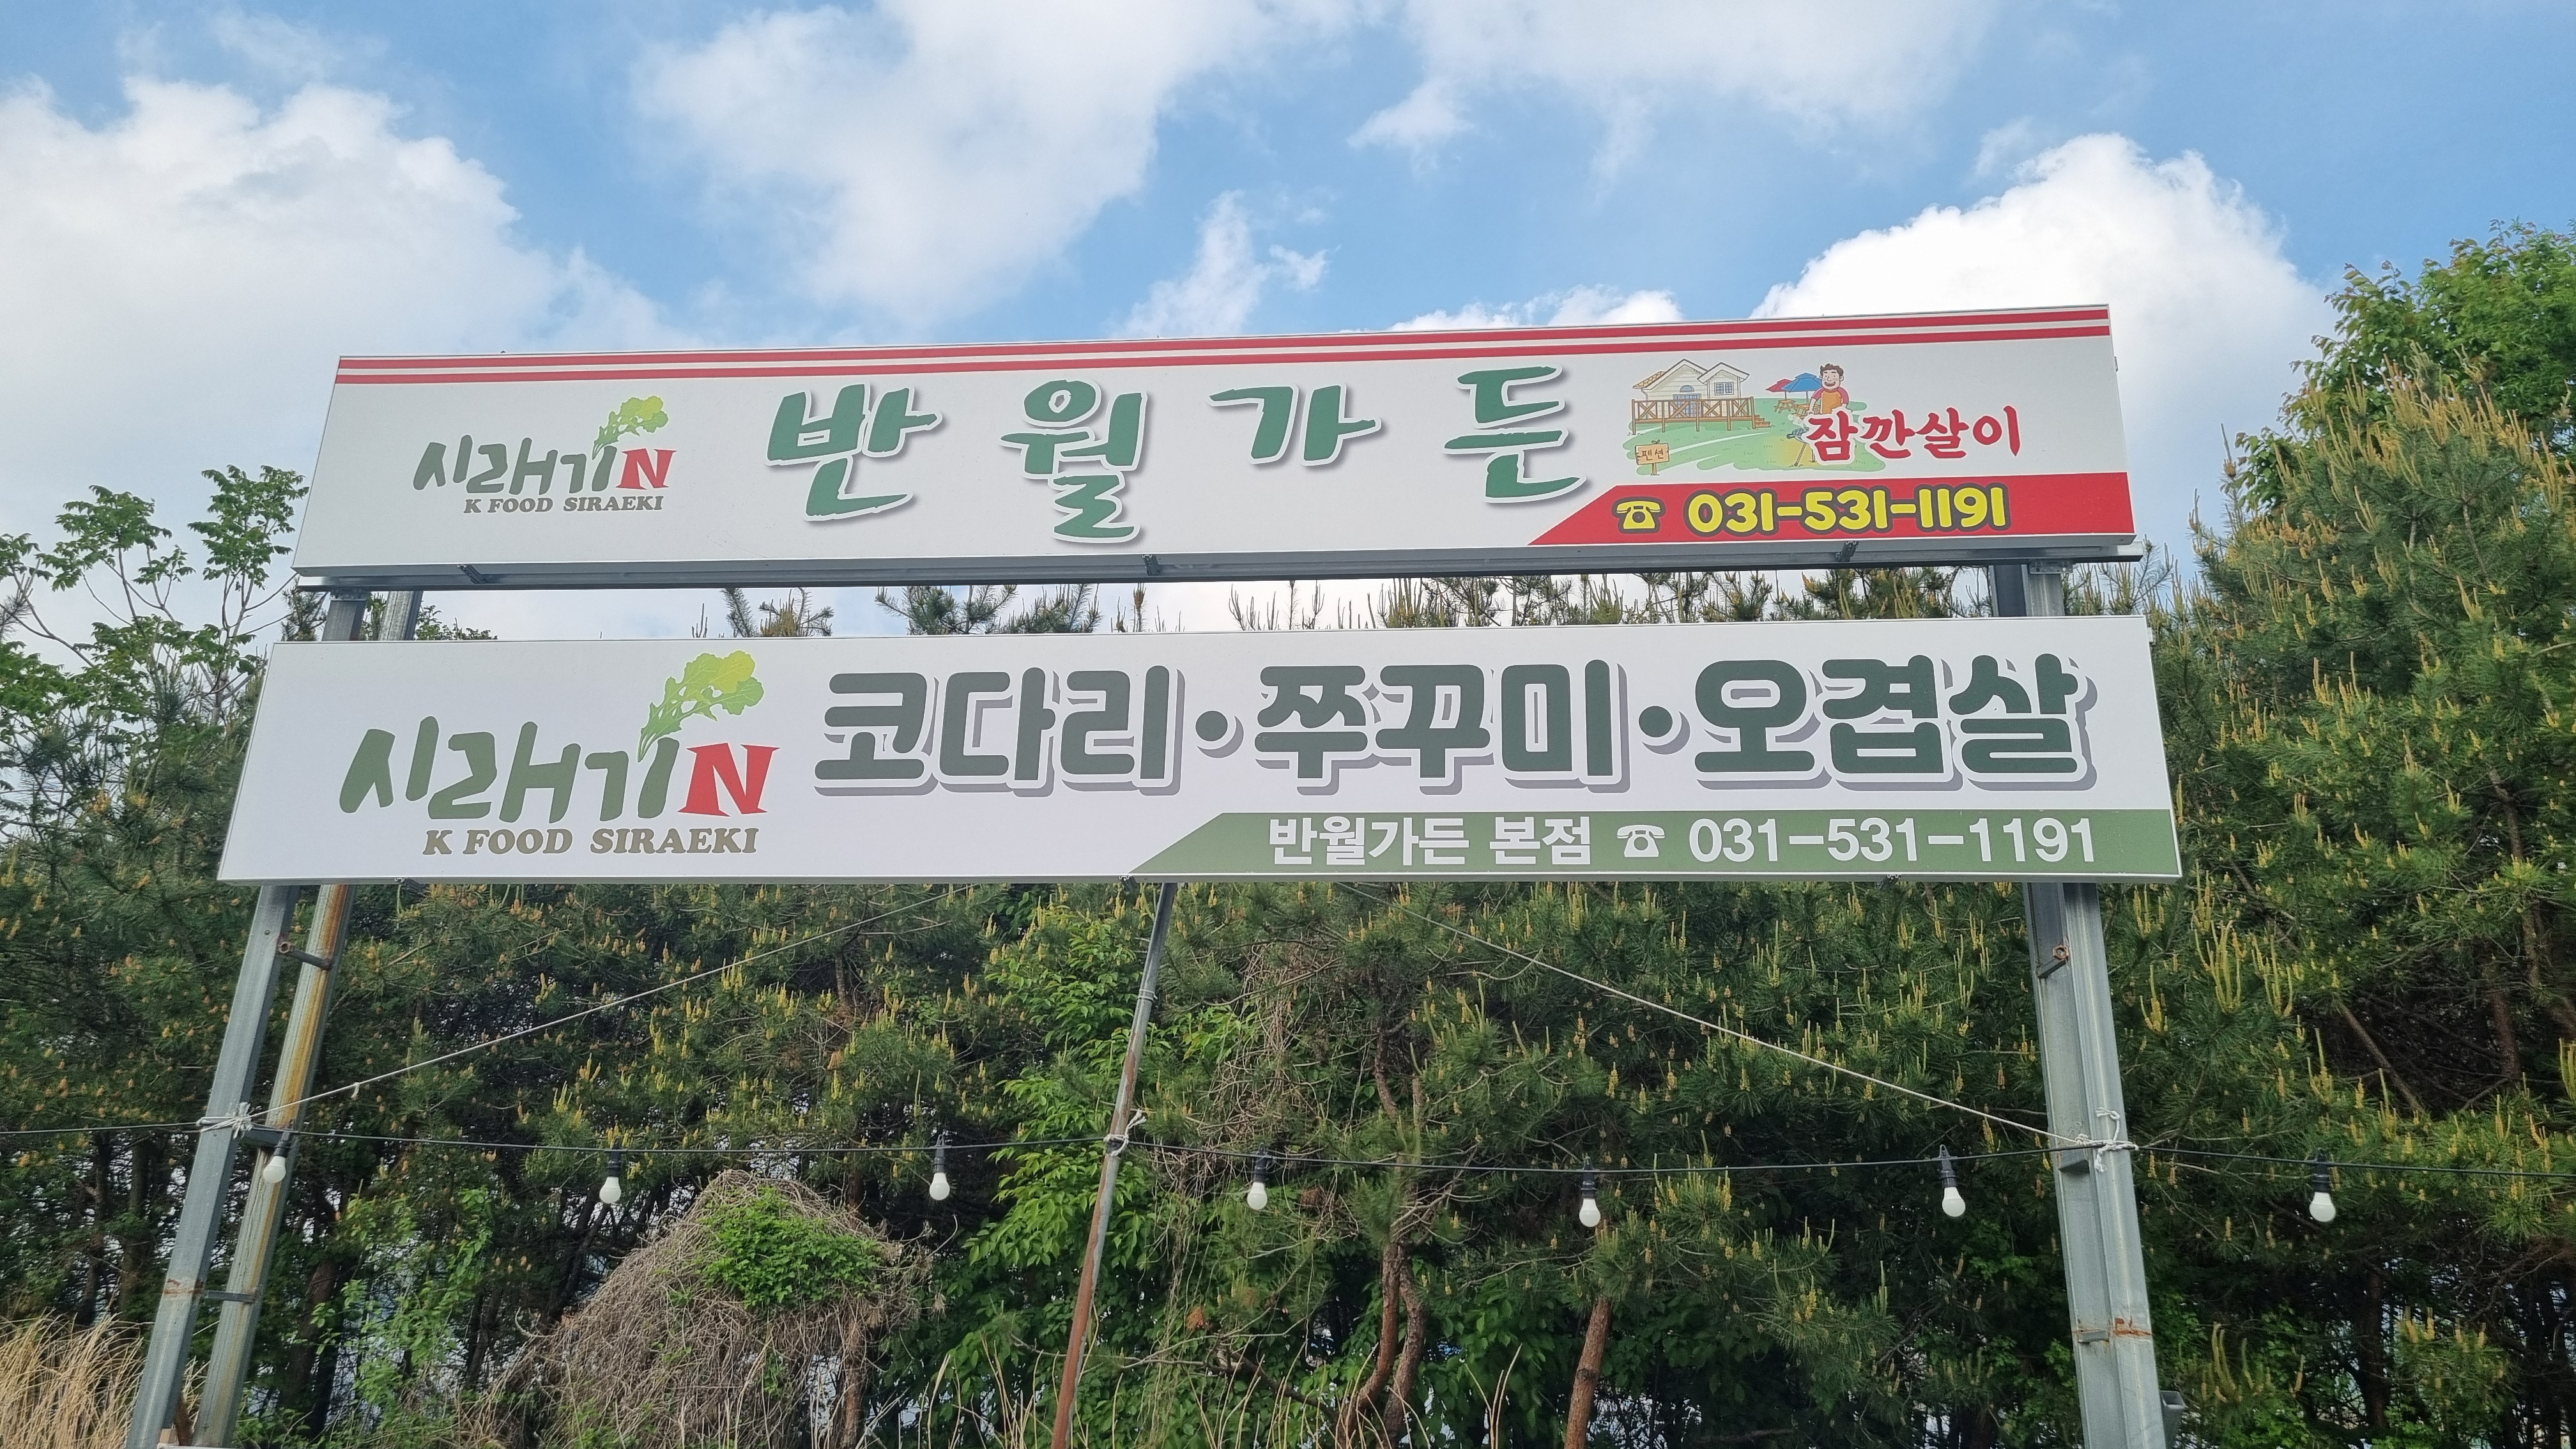 시래기N
K FOOD SIRAEKI
반월가든
펜션
잠깐살이
☎ 031-531-1191
시래기N
K FOOD SIRAEKI
코다리·쭈꾸미·오겹살
반월가든 본점 ☎ 031-531-1191